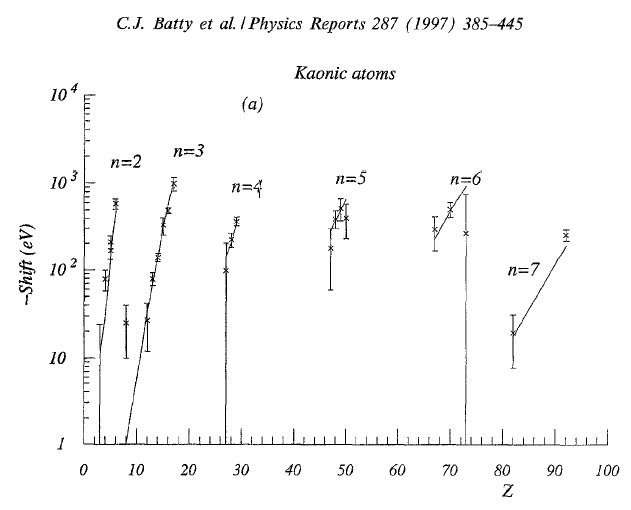 C.J. Batty et al. / Physics Reports 287 (1997) 385–445
Kaonic atoms
(a)
10^4
n=2
n=3
10^3
n=4
n=5
n=6
–Shift (eV)
10^2
n=7
10
1
0 10 20 30 40 50 60 70 80 90 100
Z